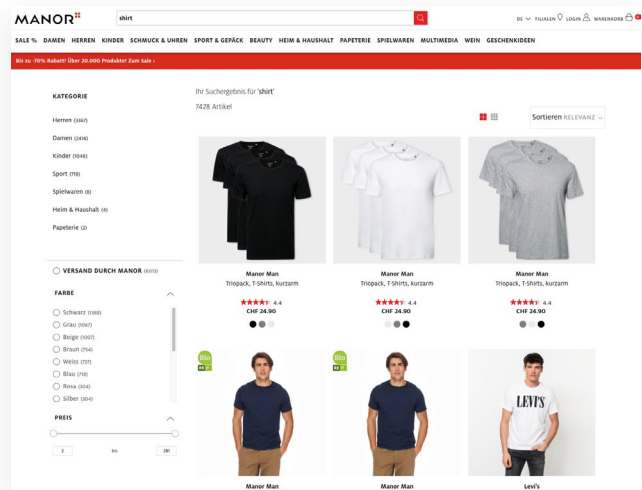 MANOR
shirt
DE
FILIALEN
LOGIN
WARENKORB
SALE % DAMEN HERREN KINDER SCHMUCK & UHREN SPORT & GEPÄCK BEAUTY HEIM & HAUSHALT PAPETERIE SPIELWAREN MULTIMEDIA WEIN GESCHENKIDEEN
Bis zu -70% Rabatt! Über 20.000 Produkte! Zum Sale ›
KATEGORIE
Herren (3367)
Damen (2416)
Kinder (1046)
Sport (718)
Spielwaren (8)
Heim & Haushalt (4)
Papeterie (2)
VERSAND DURCH MANOR (6013)
FARBE
Schwarz (1388)
Grau (1067)
Beige (1007)
Braun (754)
Weiss (737)
Blau (718)
Rosa (304)
Silber (304)
PREIS
2 bis 281
Ihr Suchergebnis für 'shirt'
7428 Artikel
Sortieren RELEVANZ
Manor Man
Triopack, T-Shirts, kurzarm
4.4
CHF 24.90
Manor Man
Triopack, T-Shirts, kurzarm
4.4
CHF 24.90
Manor Man
Triopack, T-Shirts, kurzarm
4.4
CHF 24.90
Bio
Manor Man
Bio
Manor Man
LEVI'S
Levi's